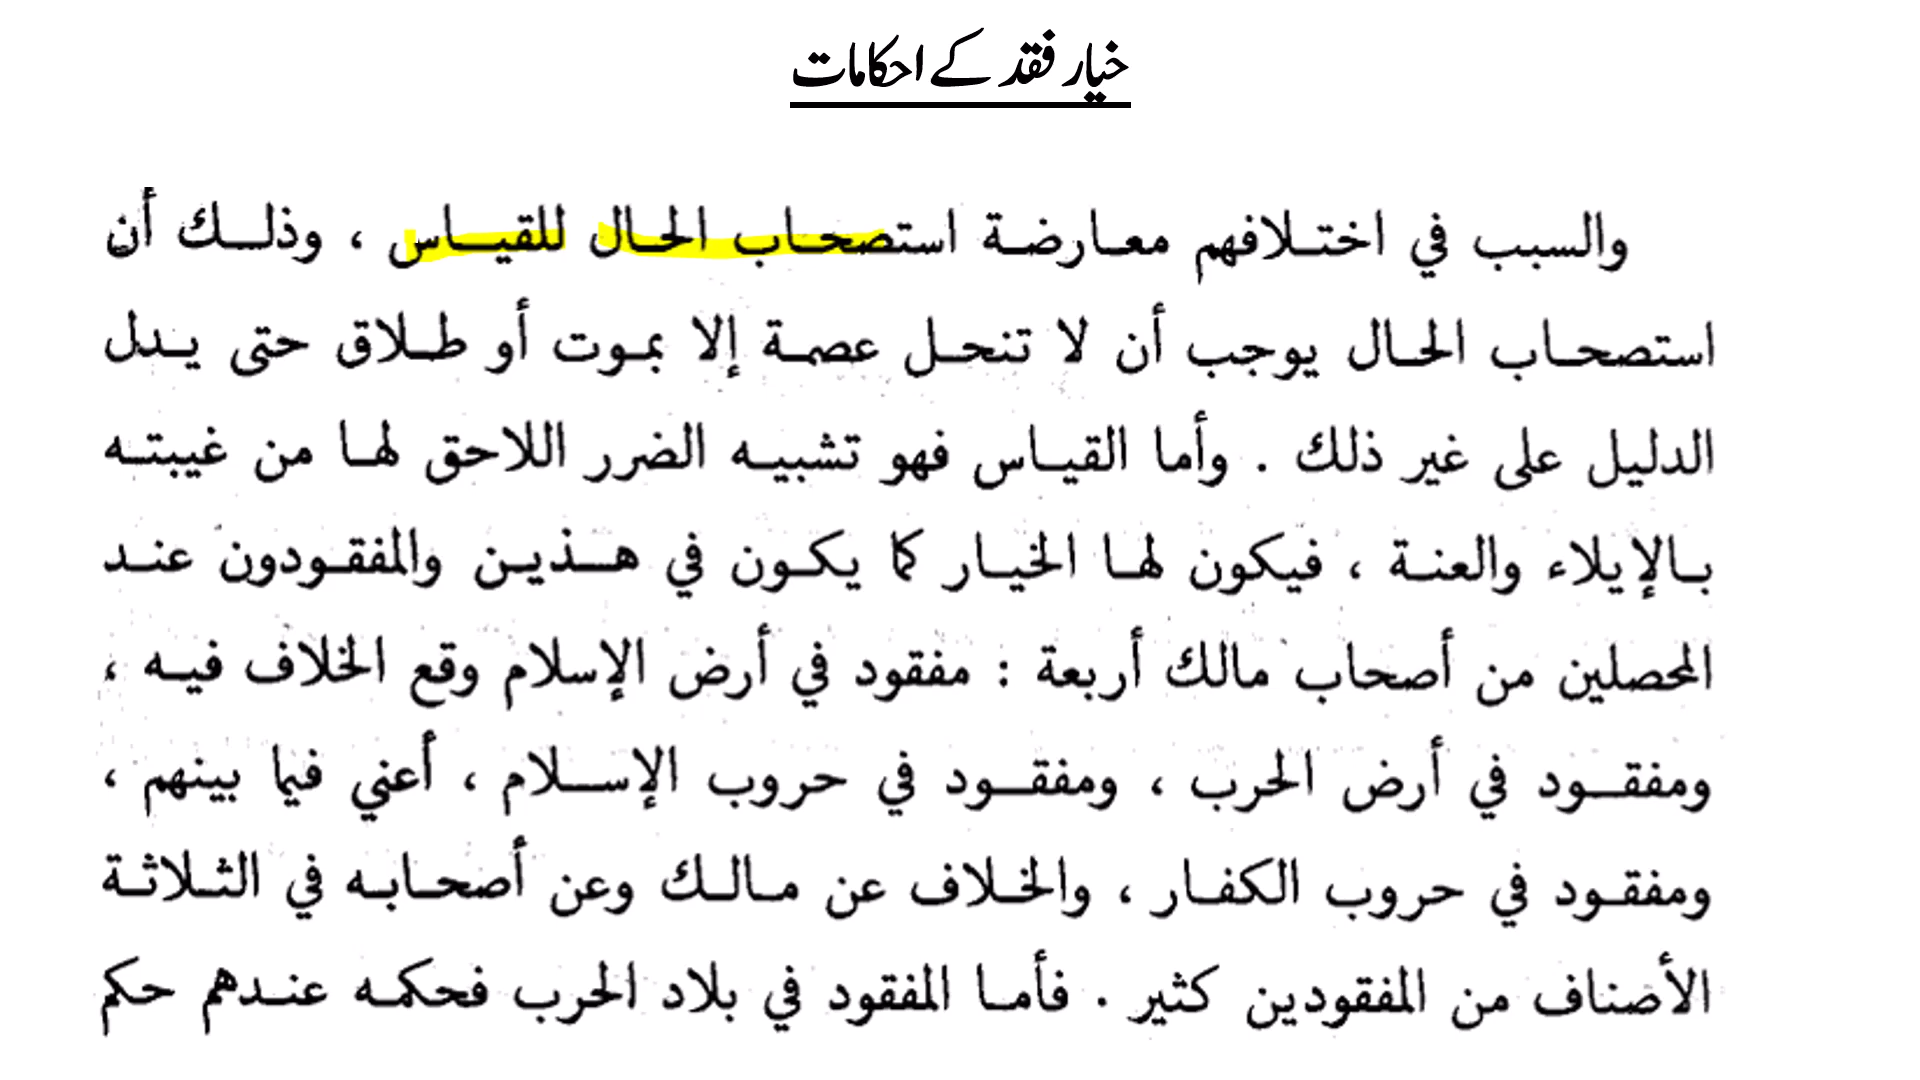 خیار فقد کے احکامات
والسبب في اختلافهم معارضة استصحاب الحال للقياس ، وذلك أن
استصحاب الحال يوجب أن لا تنحل عصمة إلا بموت أو طلاق حتى يدل
الدليل على غير ذلك . وأما القياس فهو تشبيه الضرر اللاحق لها من غيبته
بالإيلاء والعنة ، فيكون لها الخيار كما يكون في هذين والمفقودون عند
المحصلين من أصحاب مالك أربعة : مفقود في أرض الإسلام وقع الخلاف فيه ،
ومفقود في أرض الحرب ، ومفقود في حروب الإسلام ، أعني فيما بينهم ،
ومفقود في حروب الكفار ، والخلاف عن مالك وعن أصحابه في الثلاثة
الأصناف من المفقودين كثير . فأما المفقود في بلاد الحرب فحكمه عندهم حكم